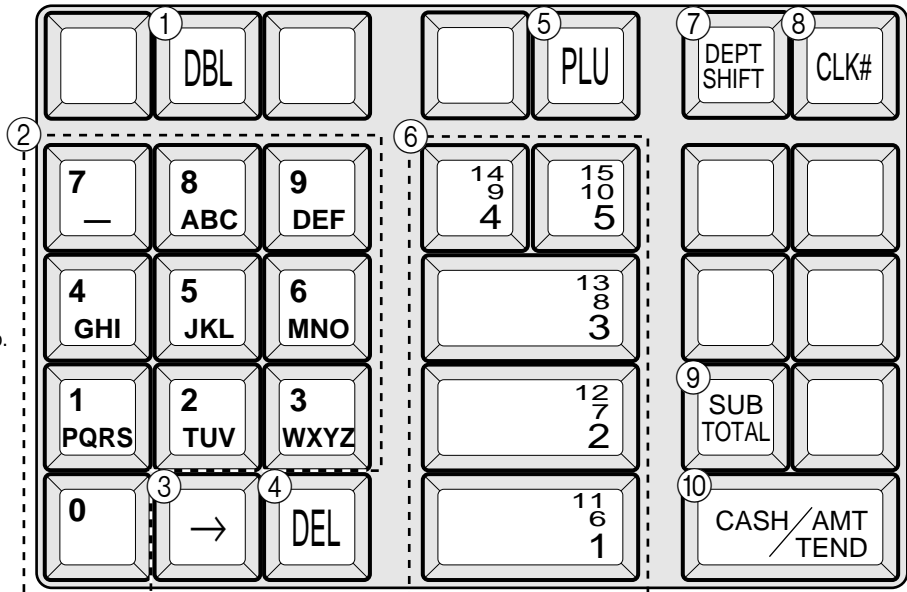 ① DBL
⑤ PLU
⑦ DEPT SHIFT
⑧ CLK#
②
7 —
8 ABC
9 DEF
⑥
14 9 4
15 10 5
4 GHI
5 JKL
6 MNO
13 8 3
1 PQRS
2 TUV
3 WXYZ
12 7 2
⑨ SUB TOTAL
0
③ →
④ DEL
11 6 1
⑩ CASH/AMT TEND